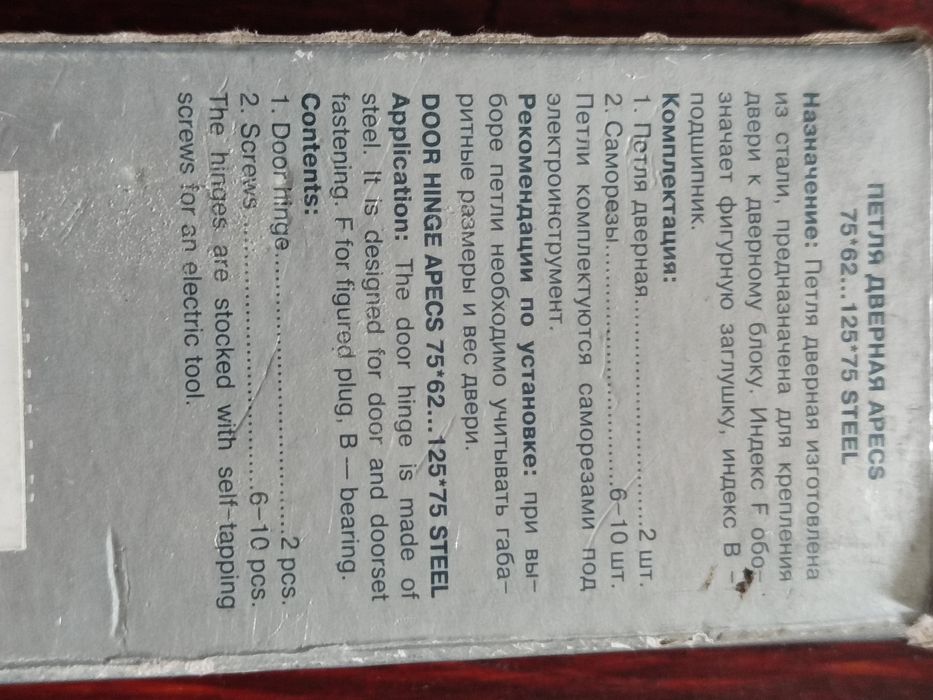 ПЕТЛЯ ДВЕРНАЯ APECS
75*62...125*75 STEEL
Назначение: Петля дверная изготовлена
из стали, предназначена для крепления
двери к дверному блоку. Индекс F обо-
значает фигурную заглушку, индекс B –
подшипник.
Комплектация:
1. Петля дверная.........................2 шт.
2. Саморезы..........................6–10 шт.
Петли комплектуются саморезами под
электроинструмент.
Рекомендации по установке: при вы-
боре петли необходимо учитывать габа-
ритные размеры и вес двери.
DOOR HINGE APECS 75*62...125*75 STEEL
Application: The door hinge is made of
steel. It is designed for door and doorset
fastening. F for figured plug, B — bearing.
Contents:
1. Door hinge.............................2 pcs.
2. Screws.............................6–10 pcs.
The hinges are stocked with self-tapping
screws for an electric tool.